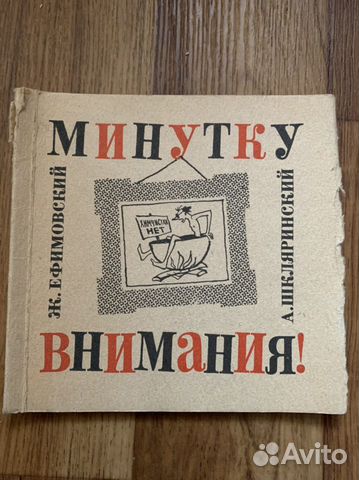 МИНУТКУ
Ж. ЕФИМОВСКИЙ
НЕТ
А. ШКЛЯРИНСКИЙ
ВНИМАНИЯ!
Avito